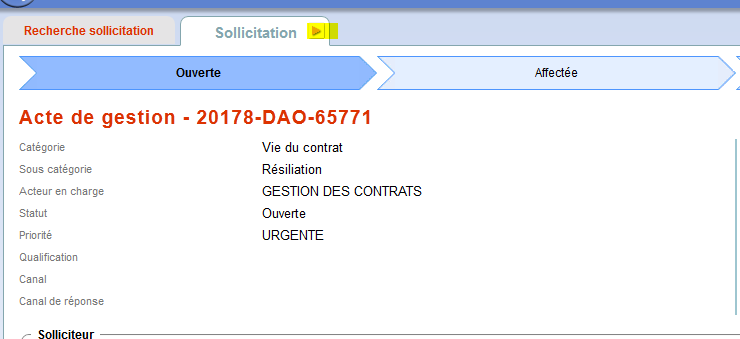 Recherche sollicitation Sollicitation
Ouverte Affectée
Acte de gestion - 20178-DAO-65771
Catégorie Vie du contrat
Sous catégorie Résiliation
Acteur en charge GESTION DES CONTRATS
Statut Ouverte
Priorité URGENTE
Qualification
Canal
Canal de réponse
Solliciteur